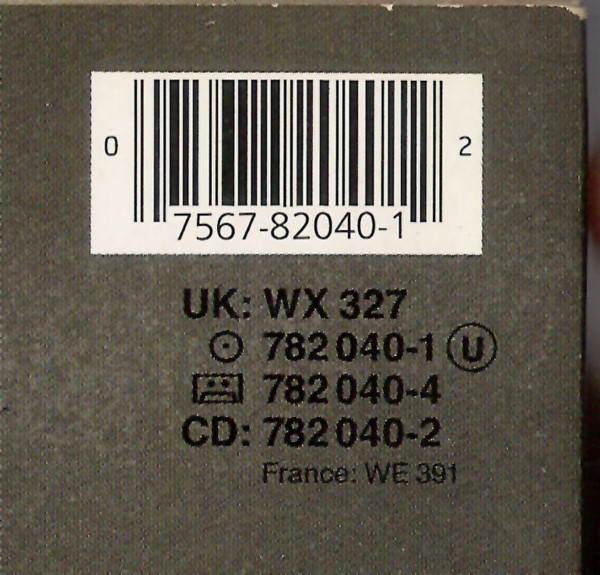 0 2
7567-82040-1
UK: WX 327
782 040-1 U
782 040-4
CD: 782 040-2
France: WE 391